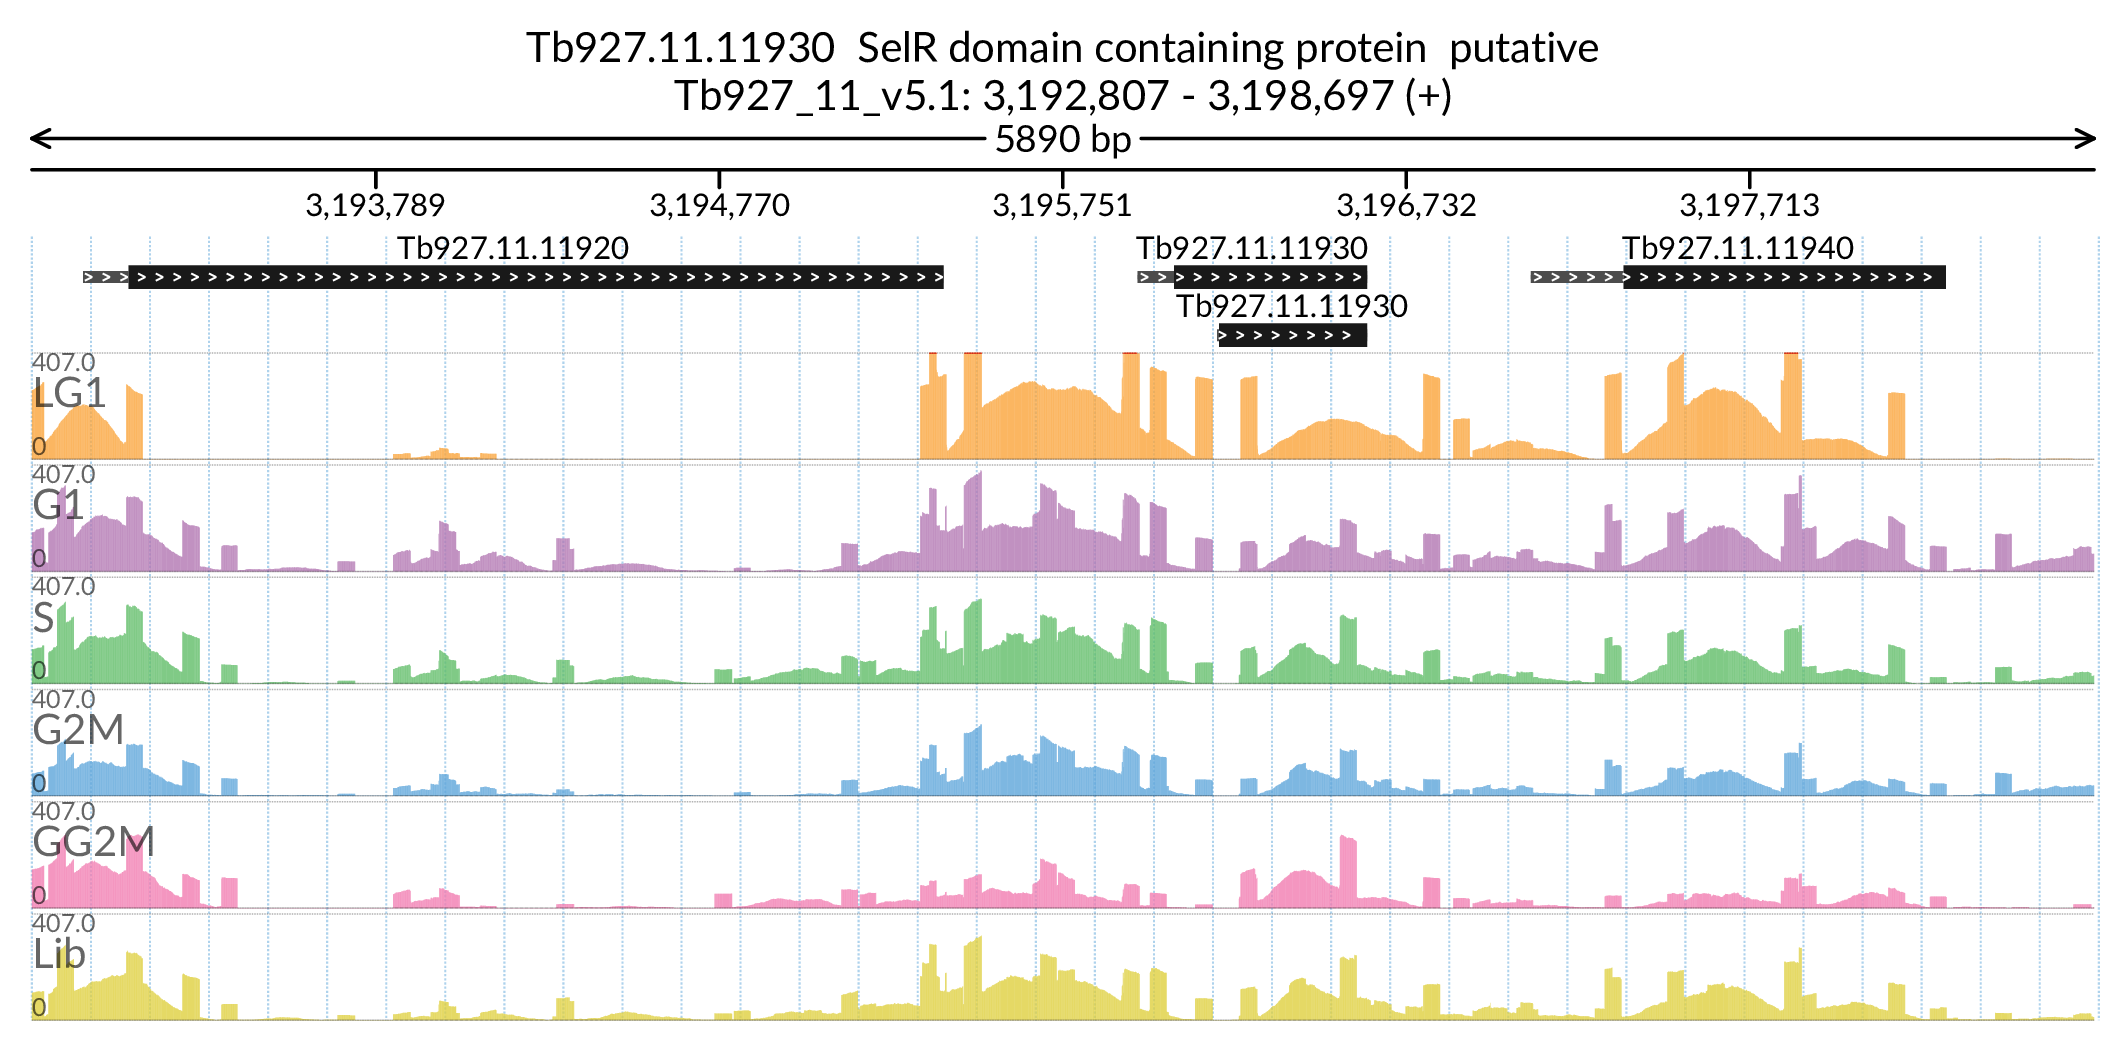 Tb927.11.11930  SelR domain containing protein  putative
Tb927_11_v5.1: 3,192,807 - 3,198,697 (+)
5890 bp
3,193,789 3,194,770 3,195,751 3,196,732 3,197,713
Tb927.11.11920 Tb927.11.11930 Tb927.11.11940
Tb927.11.11930
407.0
LG1
0
407.0
G1
0
407.0
S
0
407.0
G2M
0
407.0
GG2M
0
407.0
Lib
0